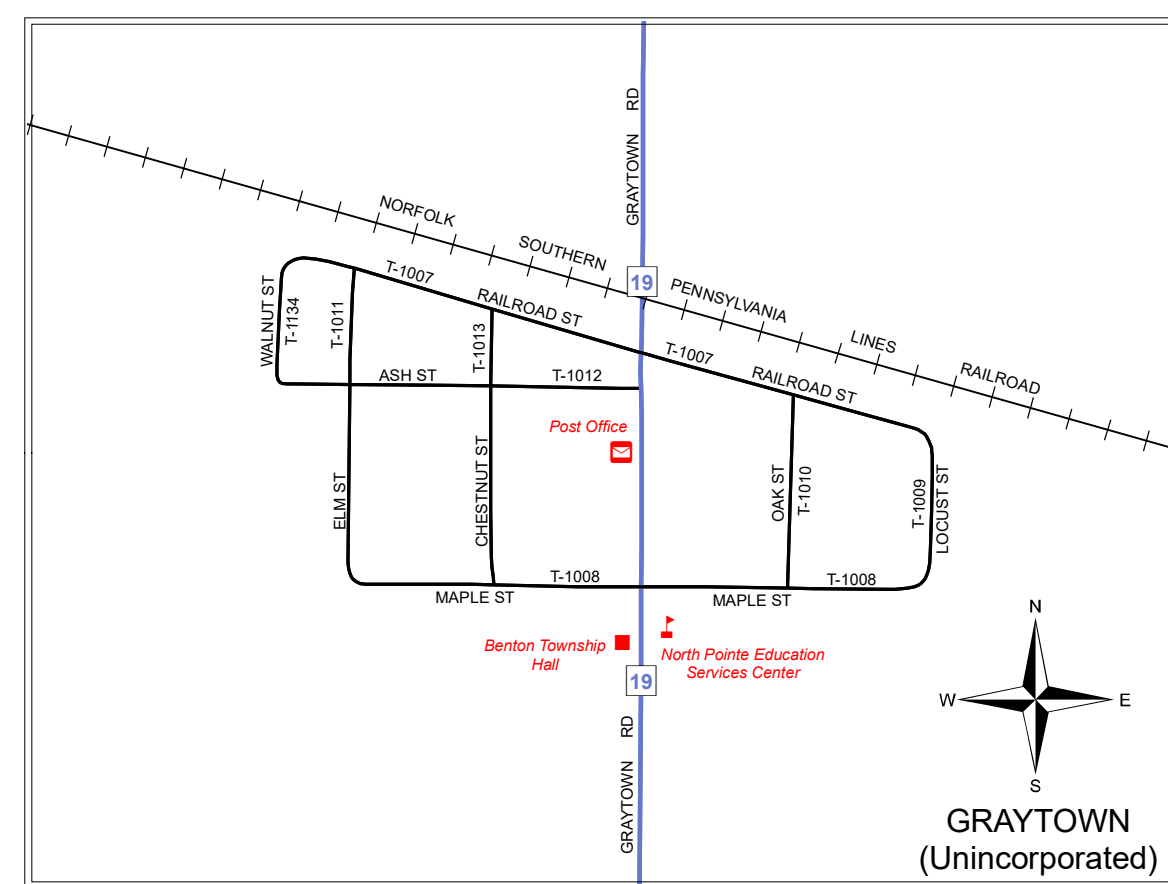 GRAYTOWN RD
NORFOLK SOUTHERN PENNSYLVANIA LINES RAILROAD
19
T-1007
RAILROAD ST
T-1007
RAILROAD ST
WALNUT ST
T-1134
T-1011
T-1013
ASH ST
T-1012
Post Office
ELM ST
CHESTNUT ST
OAK ST
T-1010
T-1009
LOCUST ST
T-1008
T-1008
MAPLE ST
MAPLE ST
Benton Township
Hall
North Pointe Education
Services Center
19
GRAYTOWN RD
N
W
E
S
GRAYTOWN
(Unincorporated)